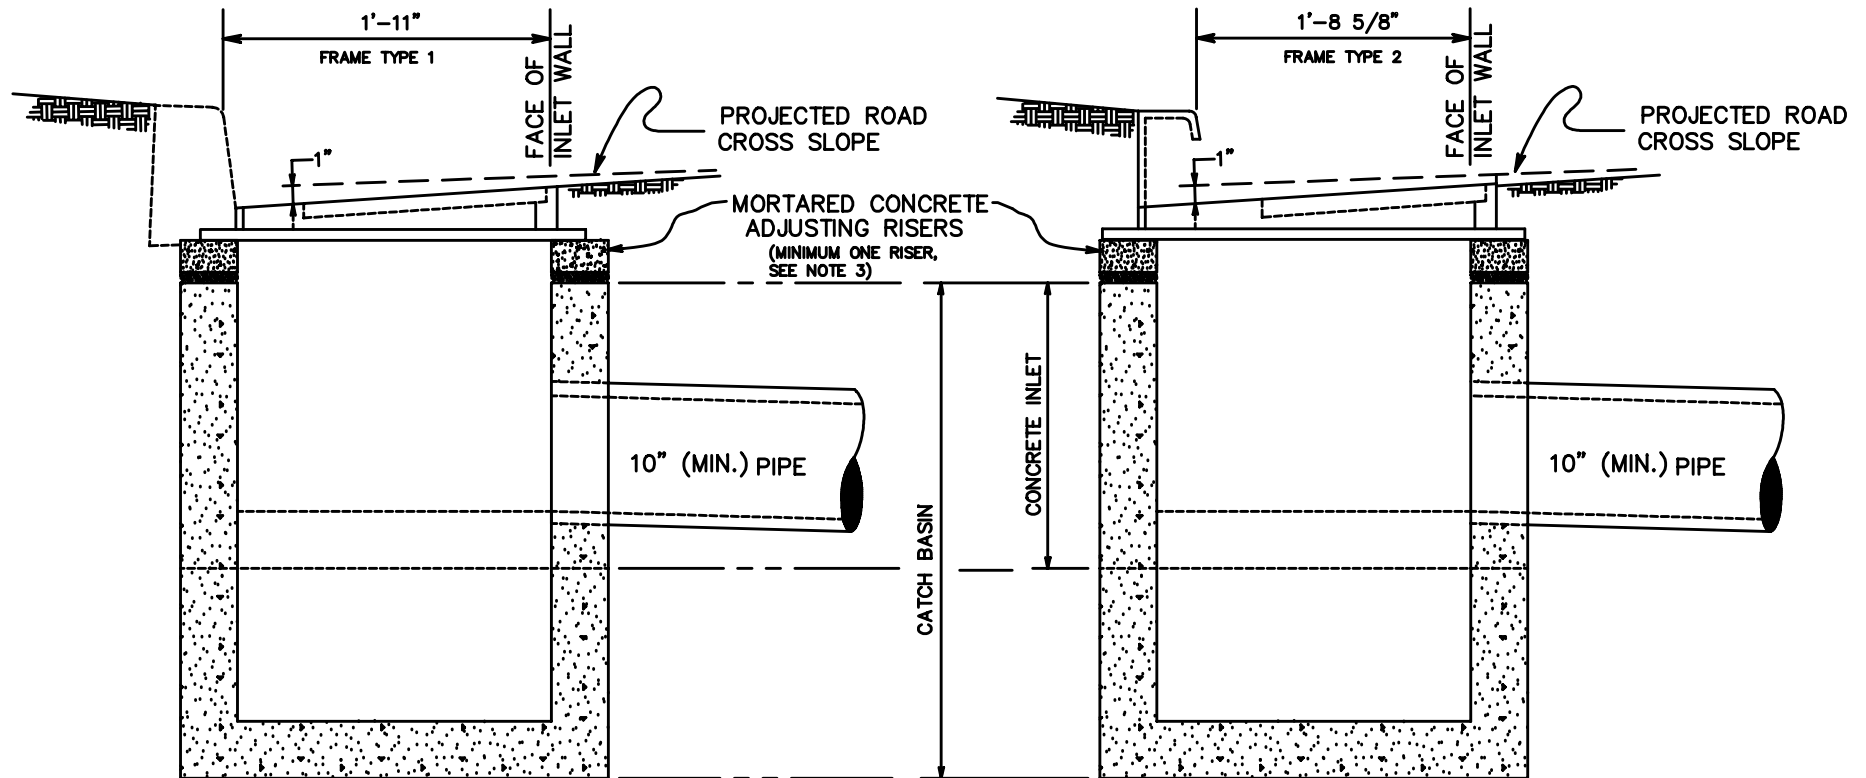 1'-11"
FRAME TYPE 1
FACE OF
INLET WALL
1"
PROJECTED ROAD
CROSS SLOPE
MORTARED CONCRETE
ADJUSTING RISERS
(MINIMUM ONE RISER,
SEE NOTE 3)
10" (MIN.) PIPE
CATCH BASIN
CONCRETE INLET
1'-8 5/8"
FRAME TYPE 2
FACE OF
INLET WALL
1"
PROJECTED ROAD
CROSS SLOPE
10" (MIN.) PIPE